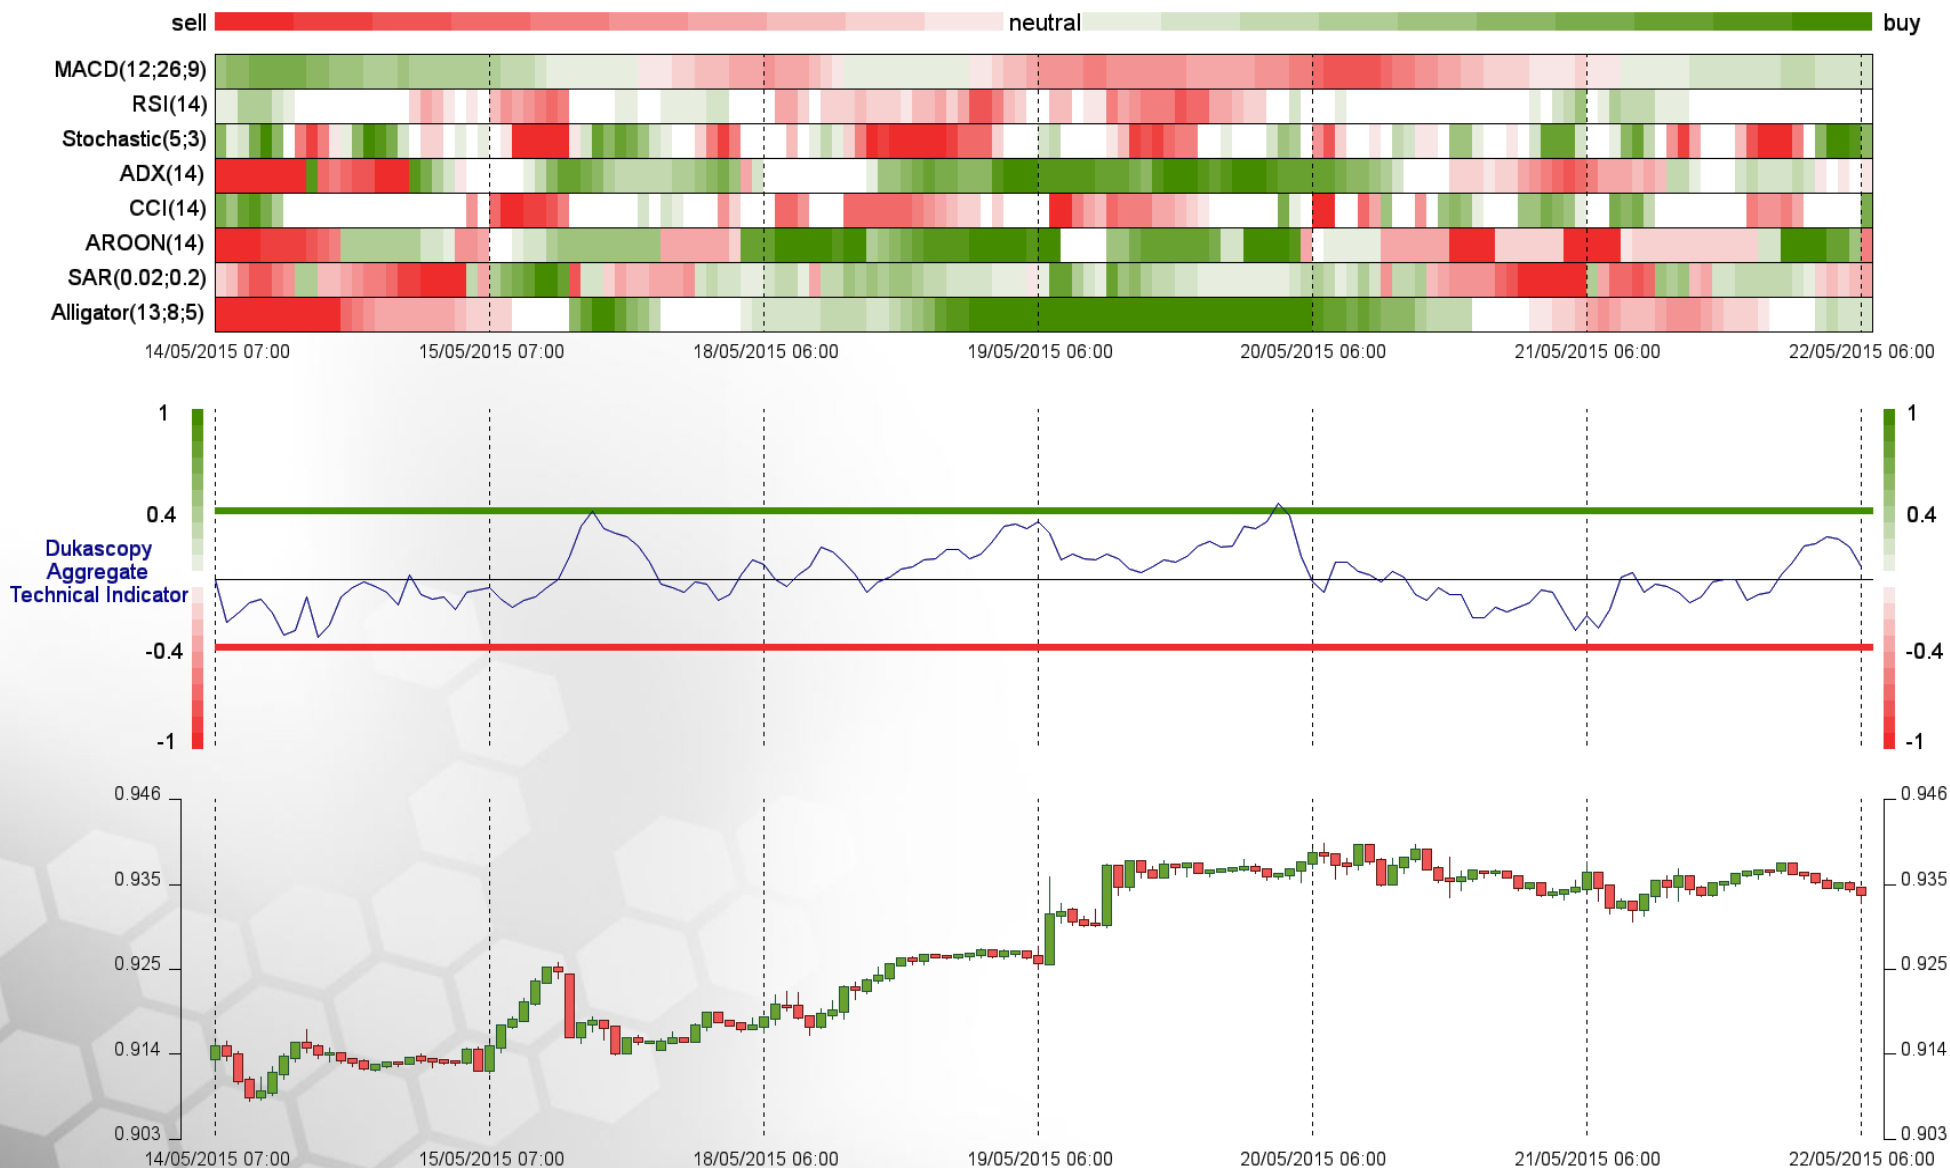 sell neutral buy
MACD(12;26;9)
RSI(14)
Stochastic(5;3)
ADX(14)
CCI(14)
AROON(14)
SAR(0.02;0.2)
Alligator(13;8;5)
14/05/2015 07:00 15/05/2015 07:00 18/05/2015 06:00 19/05/2015 06:00 20/05/2015 06:00 21/05/2015 06:00 22/05/2015 06:00
1 1
0.4 0.4
Dukascopy
Aggregate
Technical Indicator
-0.4 -0.4
-1 -1
0.946 0.946
0.935 0.935
0.925 0.925
0.914 0.914
0.903 0.903
14/05/2015 07:00 15/05/2015 07:00 18/05/2015 06:00 19/05/2015 06:00 20/05/2015 06:00 21/05/2015 06:00 22/05/2015 06:00